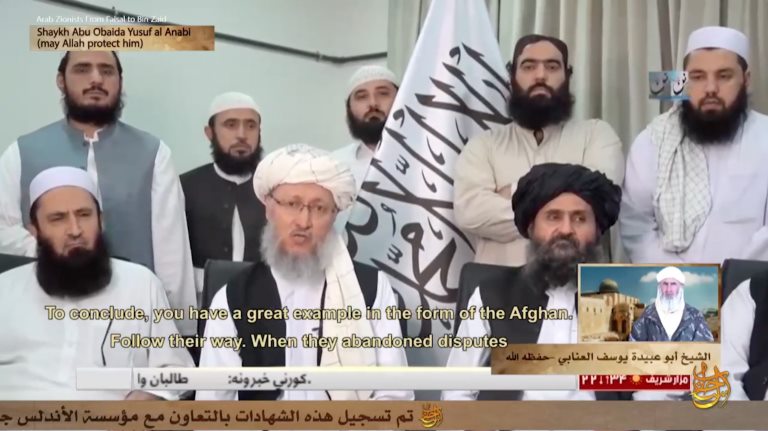 Arab Zionists From Faisal to Bin Zaid
Shaykh Abu Obaida Yusuf al Anabi
(may Allah protect him)
To conclude, you have a great example in the form of the Afghan.
Follow their way. When they abandoned disputes
الشيخ أبو عبيدة يوسف العنابي -حفظه الله
کورني خبرونه: طالبان وا
مزار شريف
تم تسجيل هذه الشهادات بالتعاون مع مؤسسة الأندلس